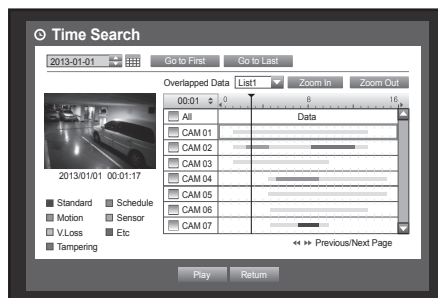 Time Search
2013-01-01 Go to First Go to Last
Overlapped Data List1 Zoom In Zoom Out
00:01 0 8 16
All Data
CAM 01
CAM 02
CAM 03
CAM 04
CAM 05
CAM 06
CAM 07
2013/01/01 00:01:17
Standard Schedule
Motion Sensor
V.Loss Etc
Tampering
Previous/Next Page
Play Return